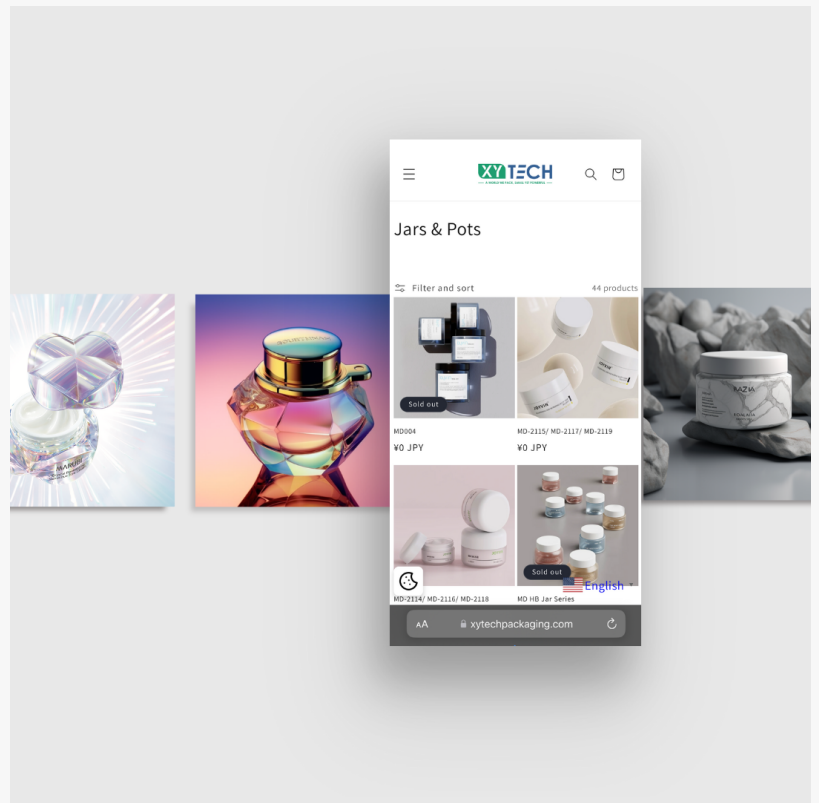 XYTECH
Jars & Pots
Filter and sort
44 products
Sold out
MD004
¥0 JPY
MD-2115/ MD-2117/ MD-2119
¥0 JPY
Sold out
English
MD-2114/ MD-2116/ MD-2118
MD HB Jar Series
AA
xytechpackaging.com
MARUBI